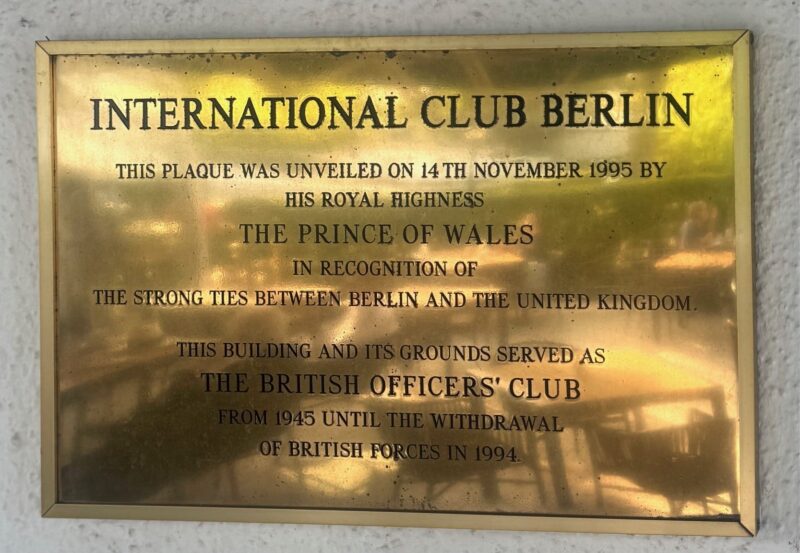 INTERNATIONAL CLUB BERLIN
THIS PLAQUE WAS UNVEILED ON 14 TH NOVEMBER 1995 BY
HIS ROYAL HIGHNESS
THE PRINCE OF WALES
IN RECOGNITION OF
THE STRONG TIES BETWEEN BERLIN AND THE UNITED KINGDOM.
THIS BUILDING AND ITS GROUNDS SERVED AS
THE BRITISH OFFICERS' CLUB
FROM 1945 UNTIL THE WITHDRAWAL
OF BRITISH FORCES IN 1994.